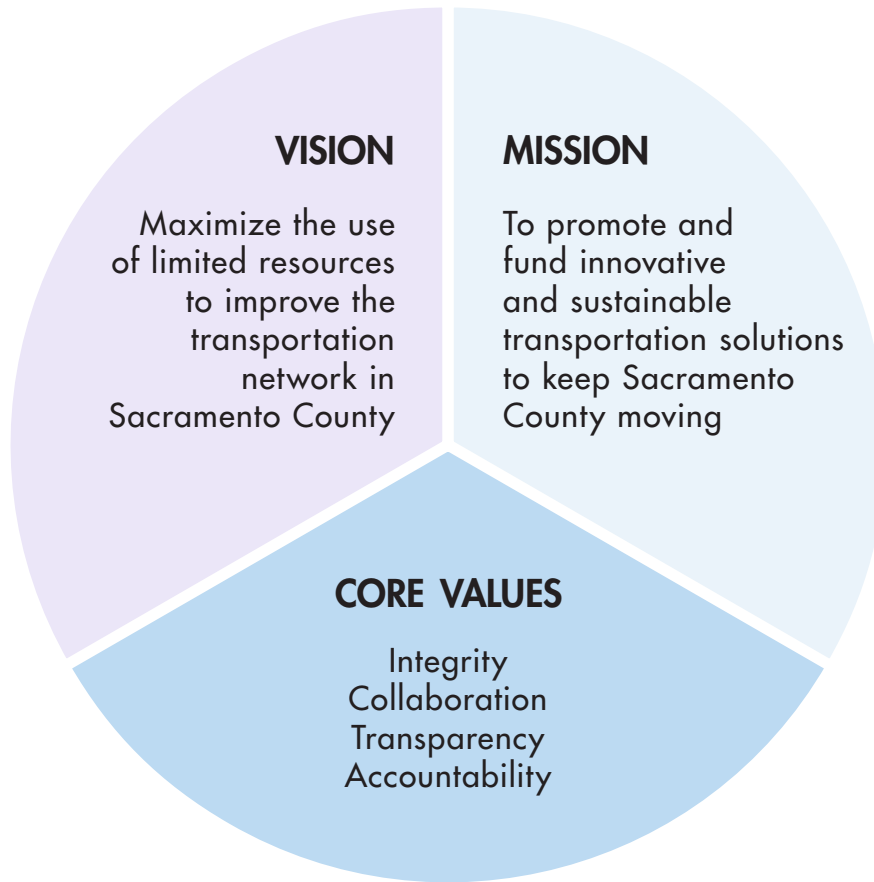 VISION
Maximize the use
of limited resources
to improve the
transportation
network in
Sacramento County
MISSION
To promote and
fund innovative
and sustainable
transportation solutions
to keep Sacramento
County moving
CORE VALUES
Integrity
Collaboration
Transparency
Accountability